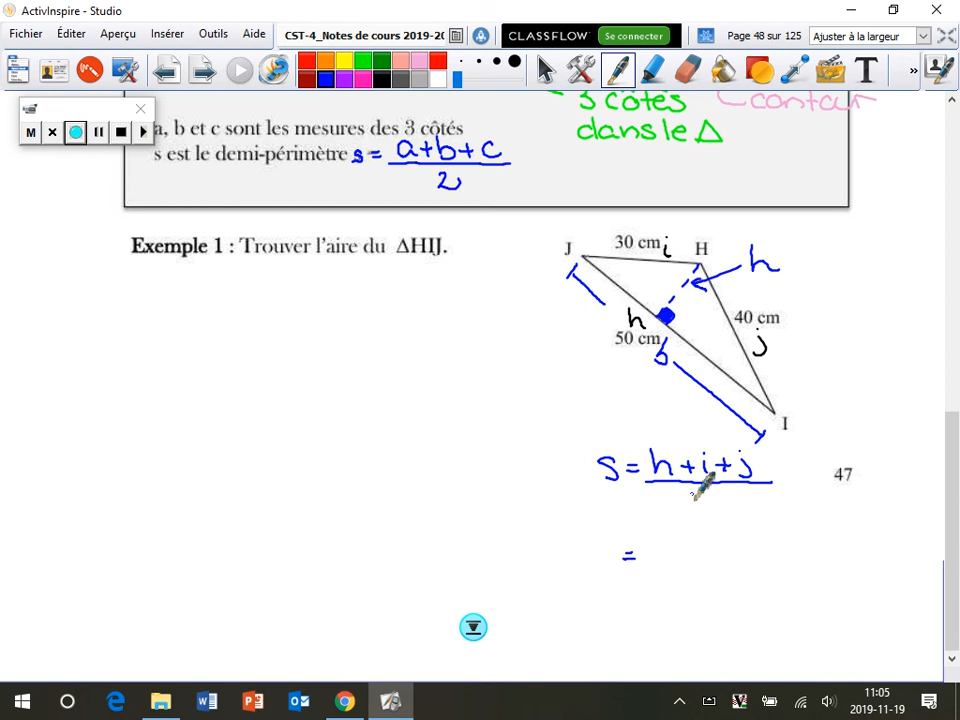 ActivInspire - Studio
Fichier Éditer Aperçu Insérer Outils Aide CST-4_Notes de cours 2019-20 CLASSFLOW Se connecter Page 48 sur 125 Ajuster à la largeur
T »
M
3 côtés contour
dans le Δ
a, b et c sont les mesures des 3 côtés
s est le demi-périmètre s = a+b+c
2
Exemple 1 : Trouver l'aire du ΔHIJ.
J 30 cm i H h
h 40 cm
50 cm j
b
I
s = h+i+j
47
=
11:05
2019-11-19